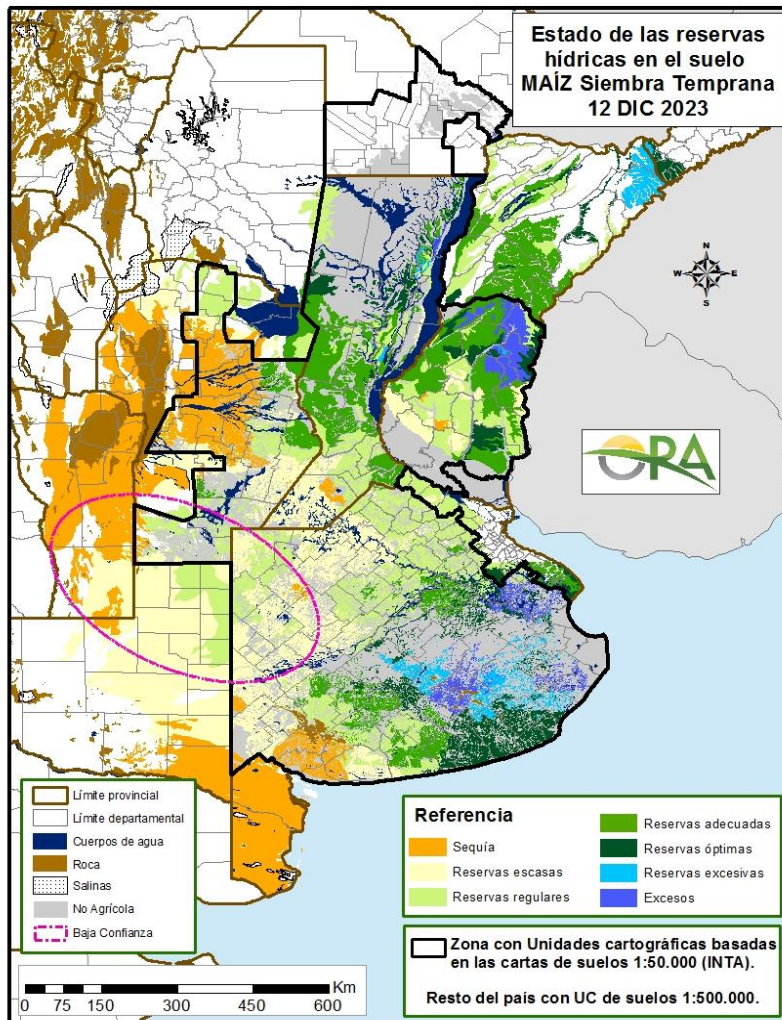 Estado de las reservas
hídricas en el suelo
MAÍZ Siembra Temprana
12 DIC 2023
N
W
E
S
ORA
Límite provincial
Límite departamental
Cuerpos de agua
Roca
Salinas
No Agrícola
Baja Confianza
Referencia
Sequía
Reservas escasas
Reservas regulares
Reservas adecuadas
Reservas óptimas
Reservas excesivas
Excesos
Zona con Unidades cartográficas basadas
en las cartas de suelos 1:50.000 (INTA).
Resto del país con UC de suelos 1:500.000.
Km
0 75 150 300 450 600